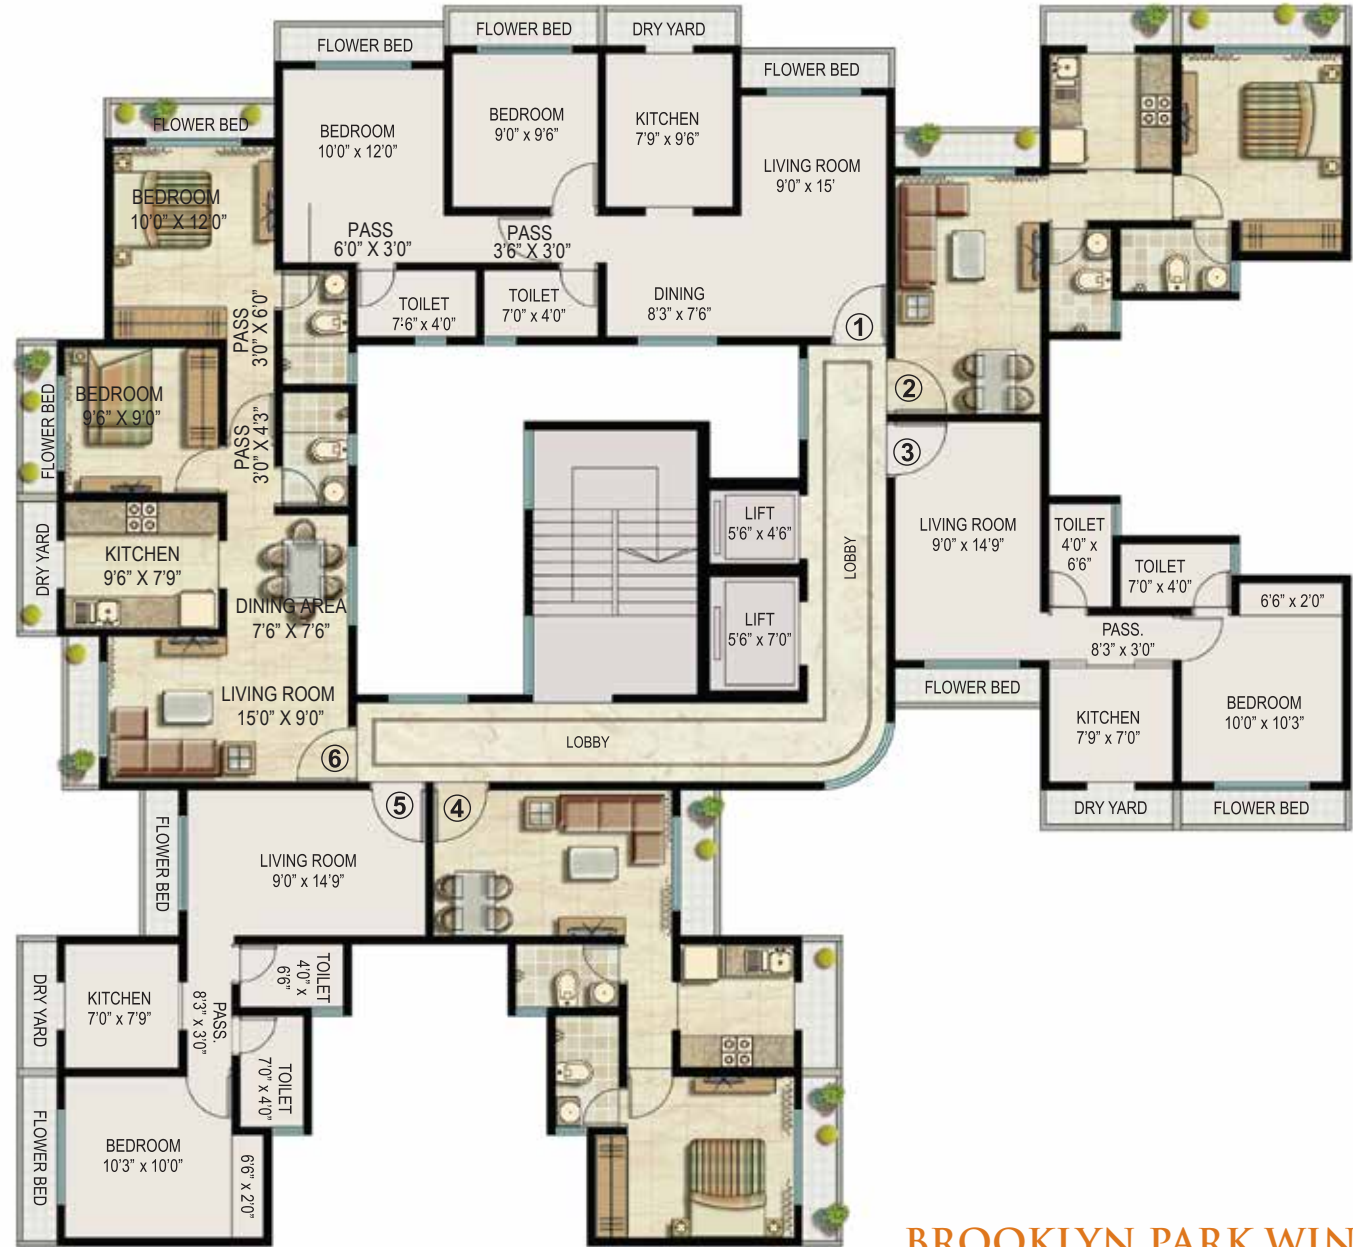 FLOWER BED
BEDROOM
10'0" x 12'0"
FLOWER BED
BEDROOM
9'0" x 9'6"
DRY YARD
KITCHEN
7'9" x 9'6"
FLOWER BED
LIVING ROOM
9'0" x 15'
PASS
6'0" X 3'0"
PASS
3'6" X 3'0"
TOILET
7'6" x 4'0"
TOILET
7'0" x 4'0"
DINING
8'3" x 7'6"
1
2
3
FLOWER BED
BEDROOM
10'0" X 12'0"
PASS
3'0" X 6'0"
FLOWER BED
BEDROOM
9'6" X 9'0"
PASS
3'0" X 4'3"
DRY YARD
KITCHEN
9'6" X 7'9"
DINING AREA
7'6" X 7'6"
LIVING ROOM
15'0" X 9'0"
6
LIFT
5'6" x 4'6"
LIFT
5'6" x 7'0"
LOBBY
LOBBY
LIVING ROOM
9'0" x 14'9"
TOILET
4'0" x
6'6"
TOILET
7'0" x 4'0"
6'6" x 2'0"
PASS.
8'3" x 3'0"
FLOWER BED
KITCHEN
7'9" x 7'0"
BEDROOM
10'0" x 10'3"
DRY YARD
FLOWER BED
5
4
FLOWER BED
LIVING ROOM
9'0" x 14'9"
DRY YARD
KITCHEN
7'0" x 7'9"
PASS.
8'3" x 3'0"
TOILET
4'0" x
6'6"
TOILET
7'0" x 4'0"
FLOWER BED
BEDROOM
10'3" x 10'0"
6'6" x 2'0"
BROOKLYN PARK WIN